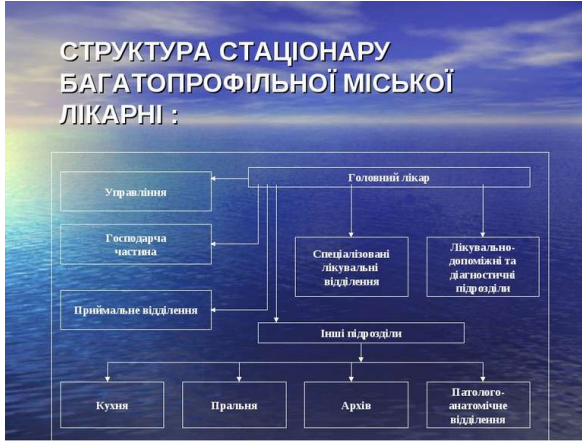 СТРУКТУРА СТАЦІОНАРУ
БАГАТОПРОФІЛЬНОЇ МІСЬКОЇ
ЛІКАРНІ :
Головний лікар
Управління
Господарча
частина
Спеціалізовані
лікувальні
відділення
Лікувально-
допоміжні та
діагностичні
підрозділи
Приймальне відділення
Інші підрозділи
Кухня
Пральня
Архів
Патолого-
анатомічне
відділення